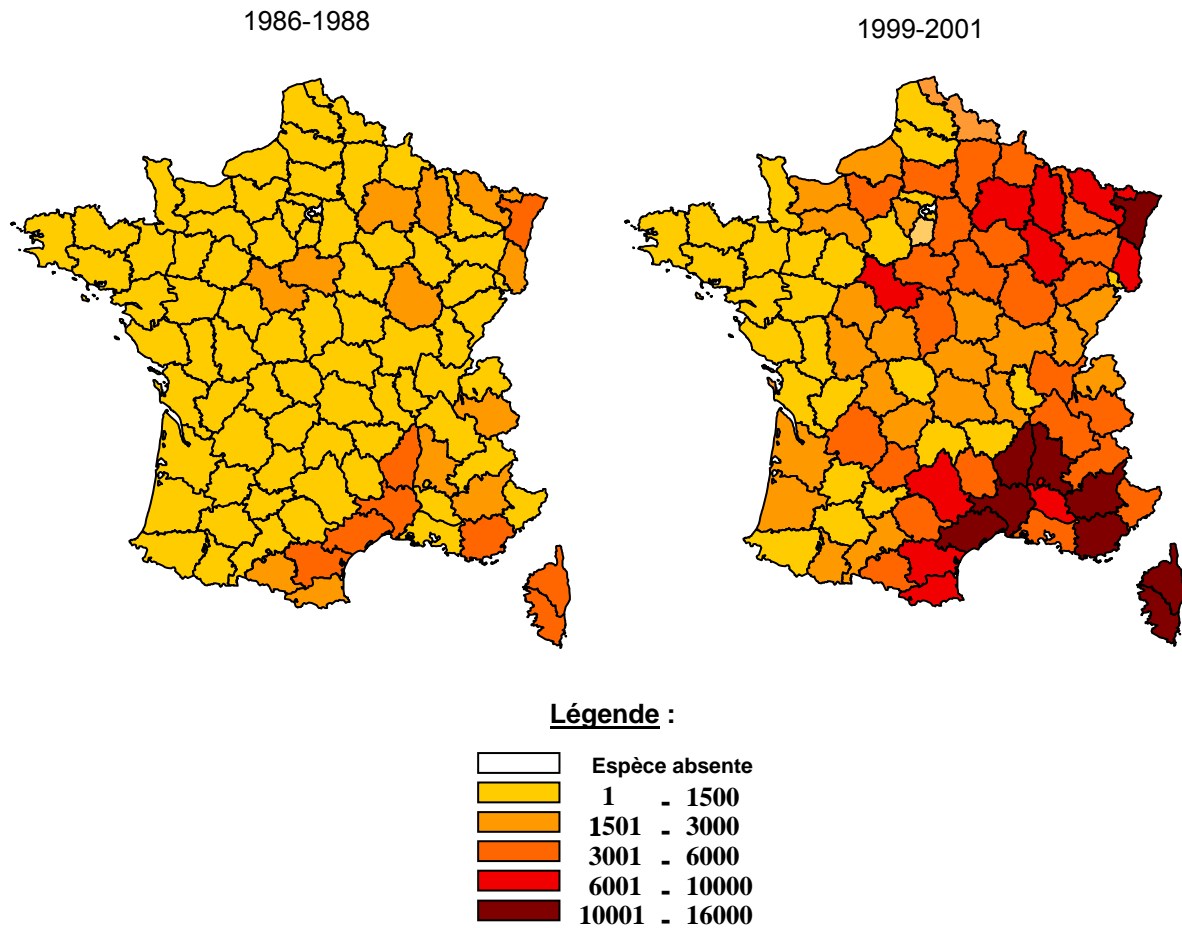 1986-1988
1999-2001
Légende :
Espèce absente
1 - 1500
1501 - 3000
3001 - 6000
6001 - 10000
10001 - 16000